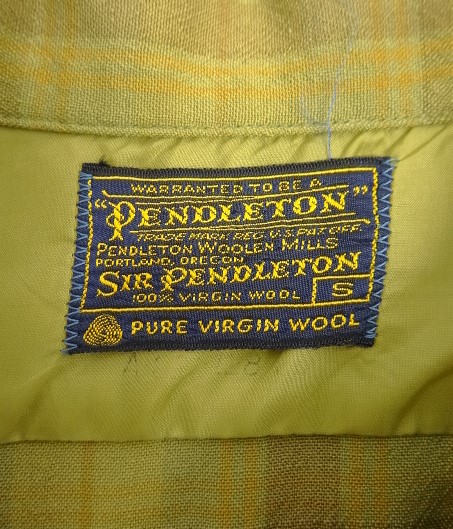 WARRANTED TO BE A
"PENDLETON"
TRADE MARK REG. U.S. PAT. OFF.
PENDLETON WOOLEN MILLS
PORTLAND, OREGON
SIR PENDLETON
100% VIRGIN WOOL S
PURE VIRGIN WOOL